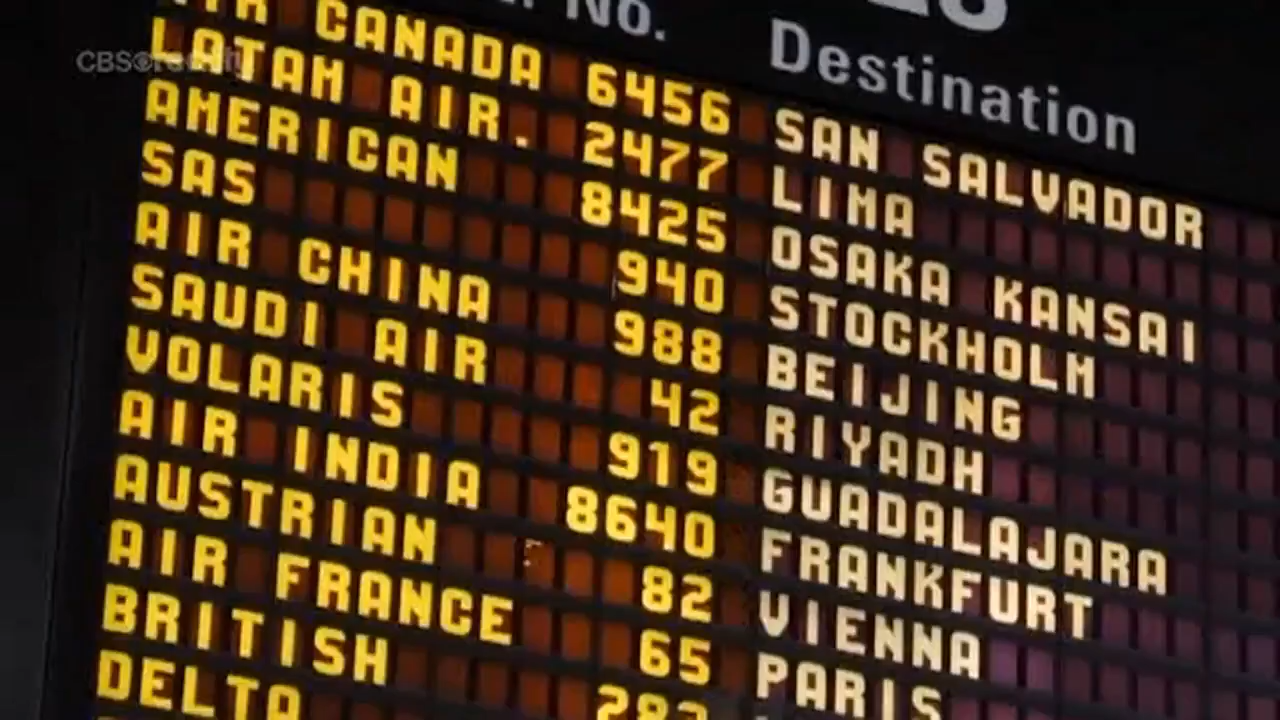 No. Destination
CBS
AIR CANADA 6456 SAN SALVADOR
LATAM AIR. 2477 LIMA
AMERICAN 8425 OSAKA KANSAI
SAS 940 STOCKHOLM
AIR CHINA 988 BEIJING
SAUDI AIR 42 RIYADH
VOLARIS 919 GUADALAJARA
AIR INDIA 8640 FRANKFURT
AUSTRIAN 82 VIENNA
AIR FRANCE 65 PARIS
BRITISH
DELTA